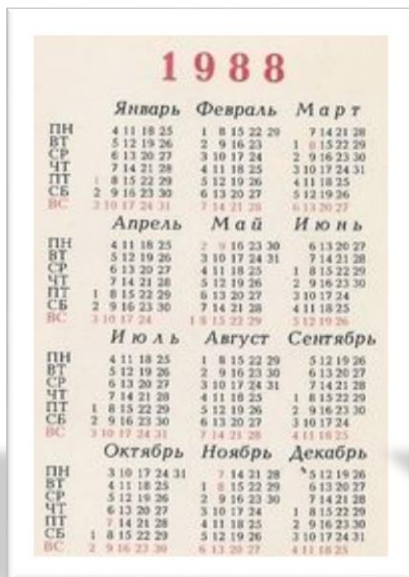 1988
Январь Февраль Март
ПН 4 11 18 25 1 8 15 22 29 7 14 21 28
ВТ 5 12 19 26 2 9 16 23 1 8 15 22 29
СР 6 13 20 27 3 10 17 24 2 9 16 23 30
ЧТ 7 14 21 28 4 11 18 25 3 10 17 24 31
ПТ 1 8 15 22 29 5 12 19 26 4 11 18 25
СБ 2 9 16 23 30 6 13 20 27 5 12 19 26
ВС 3 10 17 24 31 7 14 21 28 6 13 20 27
Апрель Май Июнь
ПН 4 11 18 25 2 9 16 23 30 6 13 20 27
ВТ 5 12 19 26 3 10 17 24 31 7 14 21 28
СР 6 13 20 27 4 11 18 25 1 8 15 22 29
ЧТ 7 14 21 28 5 12 19 26 2 9 16 23 30
ПТ 1 8 15 22 29 6 13 20 27 3 10 17 24
СБ 2 9 16 23 30 7 14 21 28 4 11 18 25
ВС 3 10 17 24 1 8 15 22 29 5 12 19 26
Июль Август Сентябрь
ПН 4 11 18 25 1 8 15 22 29 5 12 19 26
ВТ 5 12 19 26 2 9 16 23 30 6 13 20 27
СР 6 13 20 27 3 10 17 24 31 7 14 21 28
ЧТ 7 14 21 28 4 11 18 25 1 8 15 22 29
ПТ 1 8 15 22 29 5 12 19 26 2 9 16 23 30
СБ 2 9 16 23 30 6 13 20 27 3 10 17 24
ВС 3 10 17 24 31 7 14 21 28 4 11 18 25
Октябрь Ноябрь Декабрь
ПН 3 10 17 24 31 7 14 21 28 5 12 19 26
ВТ 4 11 18 25 1 8 15 22 29 6 13 20 27
СР 5 12 19 26 2 9 16 23 30 7 14 21 28
ЧТ 6 13 20 27 3 10 17 24 1 8 15 22 29
ПТ 7 14 21 28 4 11 18 25 2 9 16 23 30
СБ 1 8 15 22 29 5 12 19 26 3 10 17 24 31
ВС 2 9 16 23 30 6 13 20 27 4 11 18 25